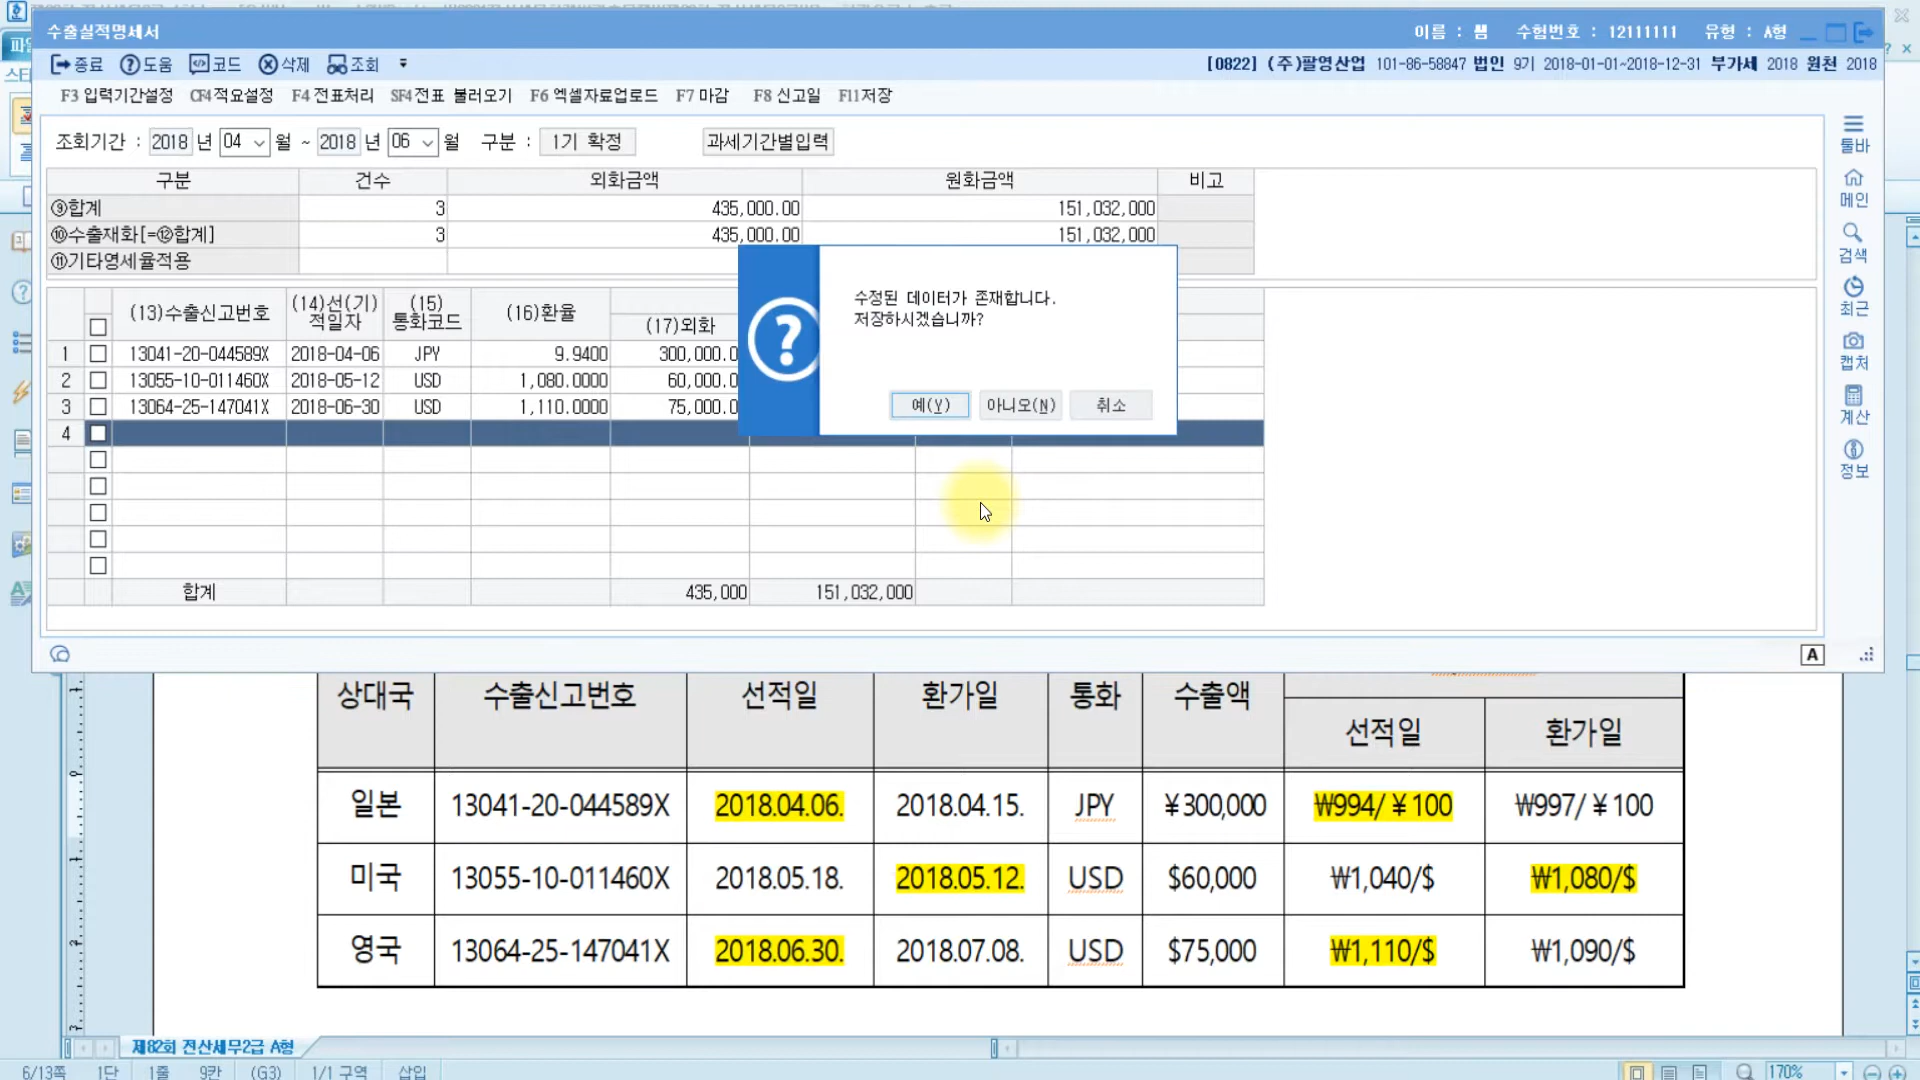 수출실적명세서
이름 : 쁨 수험번호 : 12111111 유형 : A형
종료 도움 코드 삭제 조회
[0822] (주)팔영산업 101-86-58847 법인 9기 2018-01-01~2018-12-31 부가세 2018 원천 2018
F3 입력기간설정 CF4적요설정 F4 전표처리 SF4전표 불러오기 F6 엑셀자료업로드 F7 마감 F8 신고일 F11저장
조회기간 : 2018 년 04 월 ~ 2018 년 06 월 구분 : 1기 확정 과세기간별입력
구분 건수 외화금액 원화금액 비고
⑨합계 3 435,000.00 151,032,000
⑩수출재화[=⑫합계] 3 435,000.00 151,032,000
⑪기타영세율적용
(13)수출신고번호 (14)선(기)적일자 (15)통화코드 (16)환율 (17)외화
1 13041-20-044589X 2018-04-06 JPY 9.9400 300,000.0
2 13055-10-011460X 2018-05-12 USD 1,080.0000 60,000.0
3 13064-25-147041X 2018-06-30 USD 1,110.0000 75,000.0
4
합계 435,000 151,032,000
수정된 데이터가 존재합니다.
저장하시겠습니까?
예(Y) 아니오(N) 취소
툴바
메인
검색
최근
캡처
계산
정보
A
상대국 수출신고번호 선적일 환가일 통화 수출액
선적일 환가일
일본 13041-20-044589X 2018.04.06. 2018.04.15. JPY ¥300,000 ₩994/¥100 ₩997/¥100
미국 13055-10-011460X 2018.05.18. 2018.05.12. USD $60,000 ₩1,040/$ ₩1,080/$
영국 13064-25-147041X 2018.06.30. 2018.07.08. USD $75,000 ₩1,110/$ ₩1,090/$
제82회 전산세무2급 A형
6/13쪽 1단 1줄 9칸 (G3) 1/1 구역 삽입 170%